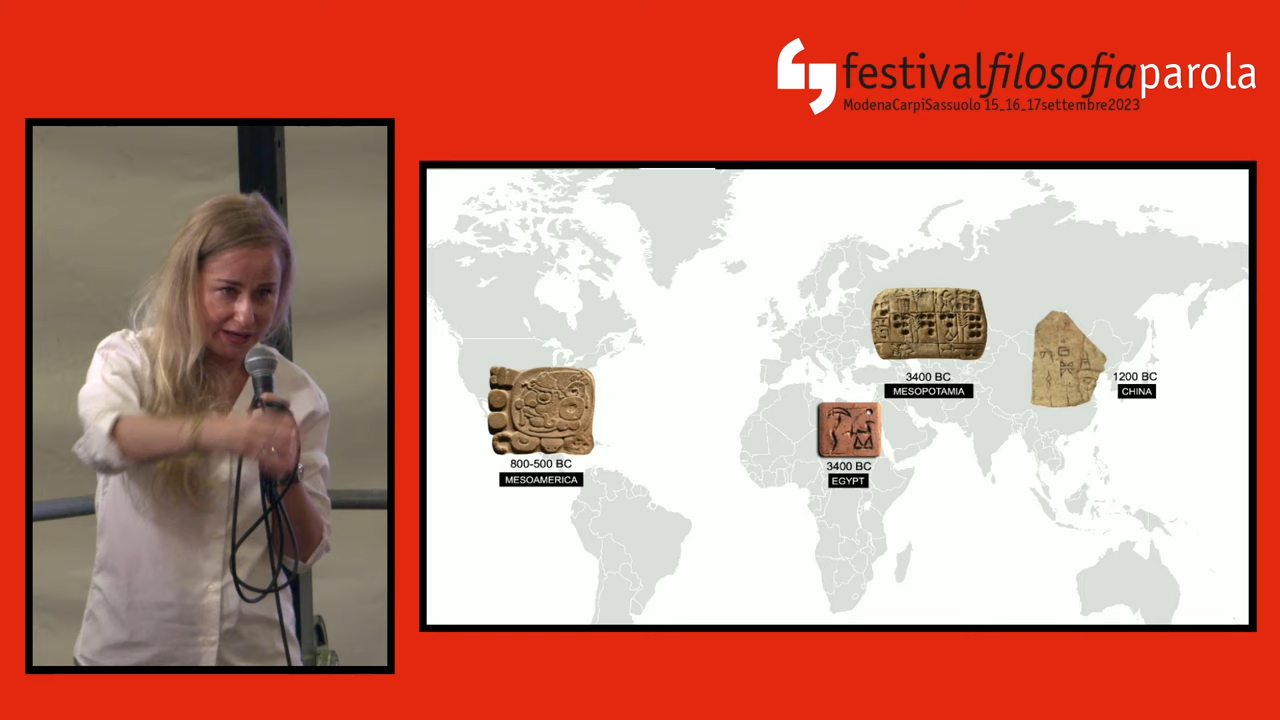 festivalfilosofiaparola
ModenaCarpiSassuolo 15_16_17settembre2023
3400 BC
MESOPOTAMIA
1200 BC
CHINA
800-500 BC
MESOAMERICA
3400 BC
EGYPT